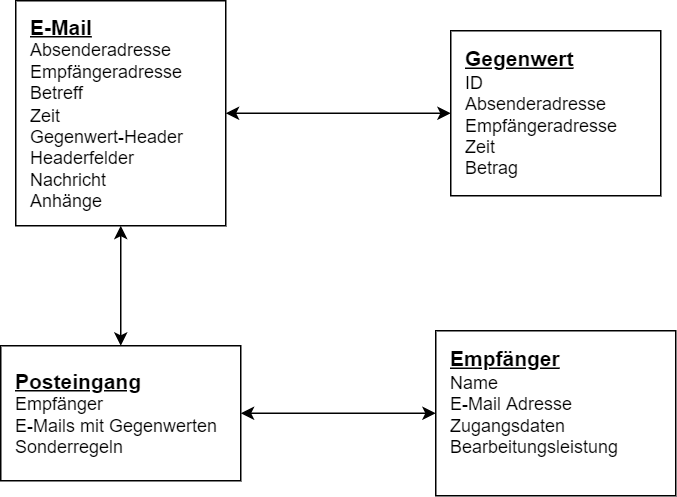 E-Mail
Absenderadresse
Empfängeradresse
Betreff
Zeit
Gegenwert-Header
Headerfelder
Nachricht
Anhänge
Gegenwert
ID
Absenderadresse
Empfängeradresse
Zeit
Betrag
Posteingang
Empfänger
E-Mails mit Gegenwerten
Sonderregeln
Empfänger
Name
E-Mail Adresse
Zugangsdaten
Bearbeitungsleistung